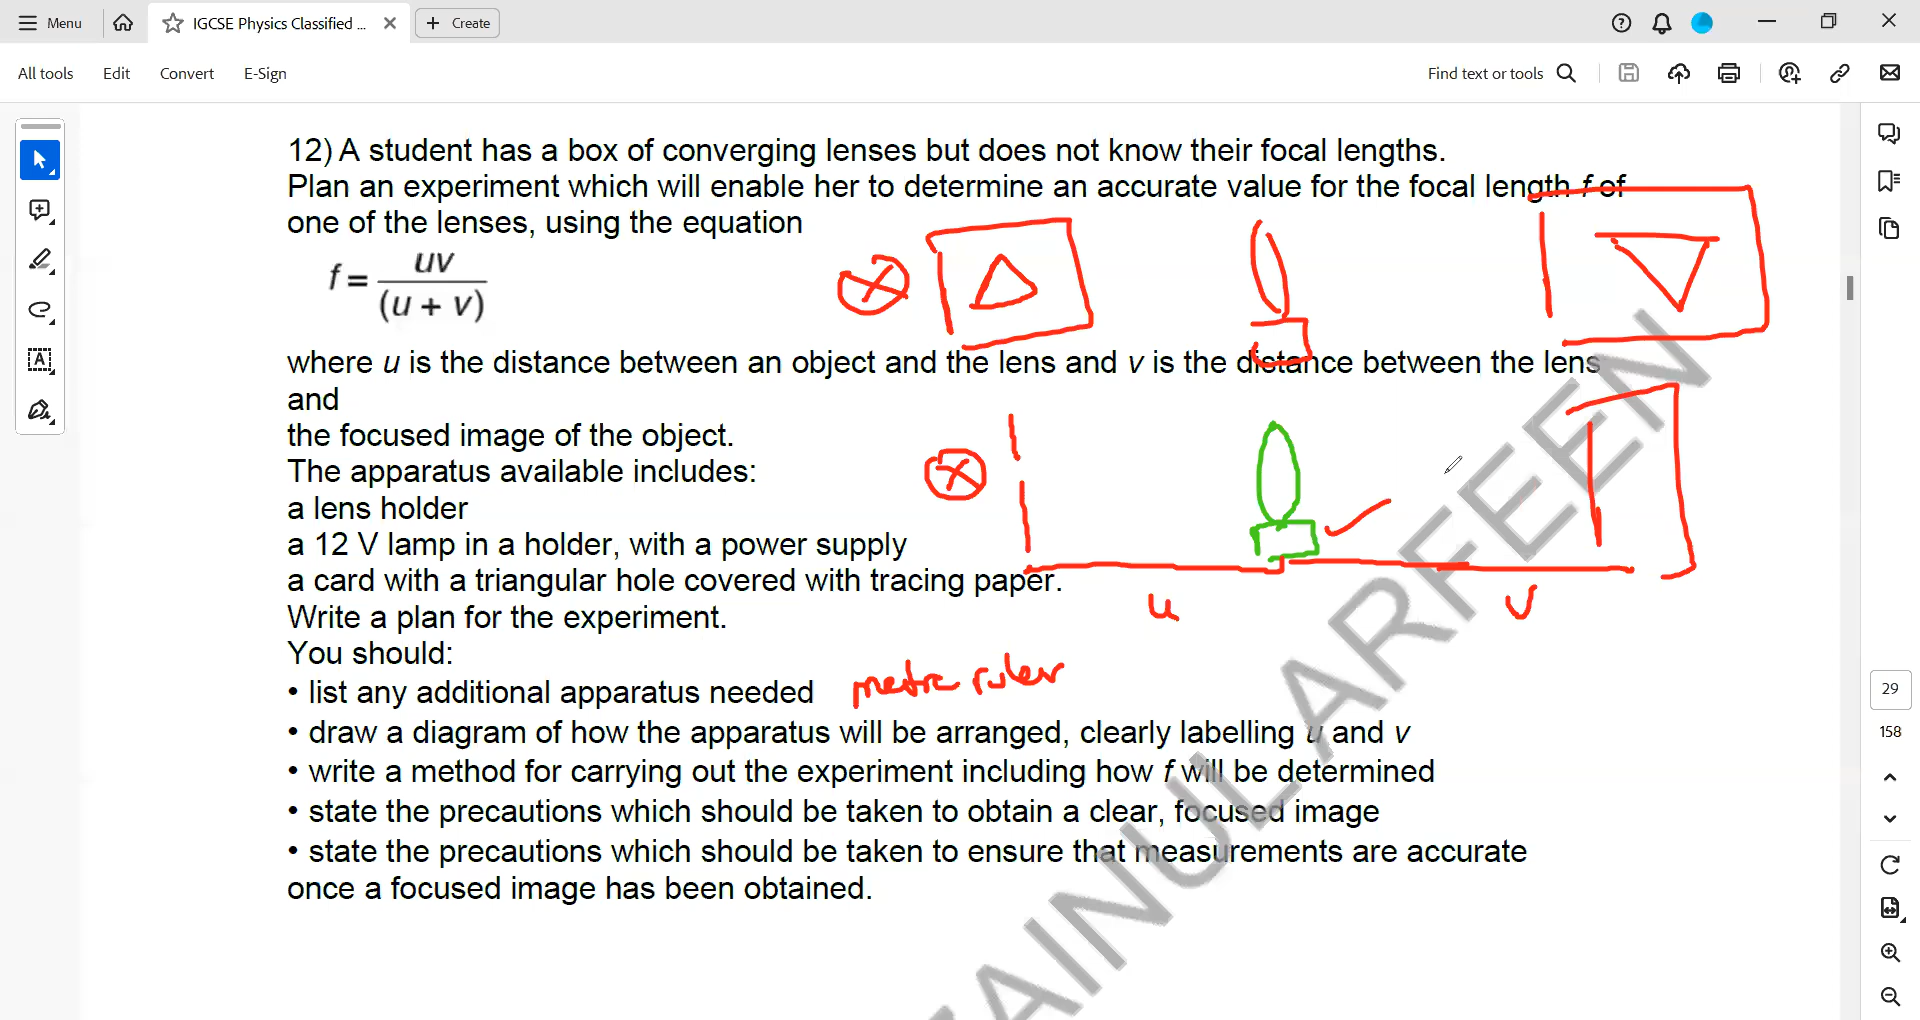 Menu
IGCSE Physics Classified ...
Create
All tools
Edit
Convert
E-Sign
Find text or tools
12) A student has a box of converging lenses but does not know their focal lengths.
Plan an experiment which will enable her to determine an accurate value for the focal length f of
one of the lenses, using the equation
f = uv / (u + v)
where u is the distance between an object and the lens and v is the distance between the lens
and
the focused image of the object.
The apparatus available includes:
a lens holder
a 12 V lamp in a holder, with a power supply
a card with a triangular hole covered with tracing paper.
u v
Write a plan for the experiment.
You should:
• list any additional apparatus needed metre ruler
• draw a diagram of how the apparatus will be arranged, clearly labelling u and v
• write a method for carrying out the experiment including how f will be determined
• state the precautions which should be taken to obtain a clear, focused image
• state the precautions which should be taken to ensure that measurements are accurate
once a focused image has been obtained.
ZAINUL ARFEEN
29
158